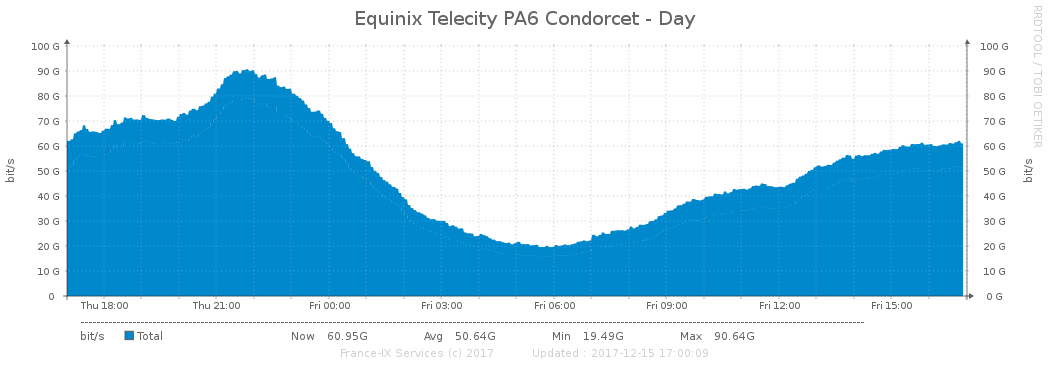 Equinix Telecity PA6 Condorcet - Day
RRDTOOL / TOBI OETIKER
bit/s
bit/s
100 G 100 G
90 G 90 G
80 G 80 G
70 G 70 G
60 G 60 G
50 G 50 G
40 G 40 G
30 G 30 G
20 G 20 G
10 G 10 G
0 0 G
Thu 18:00 Thu 21:00 Fri 00:00 Fri 03:00 Fri 06:00 Fri 09:00 Fri 12:00 Fri 15:00
bit/s Total Now 60.95G Avg 50.64G Min 19.49G Max 90.64G
France-IX Services (c) 2017 Updated : 2017-12-15 17:00:09